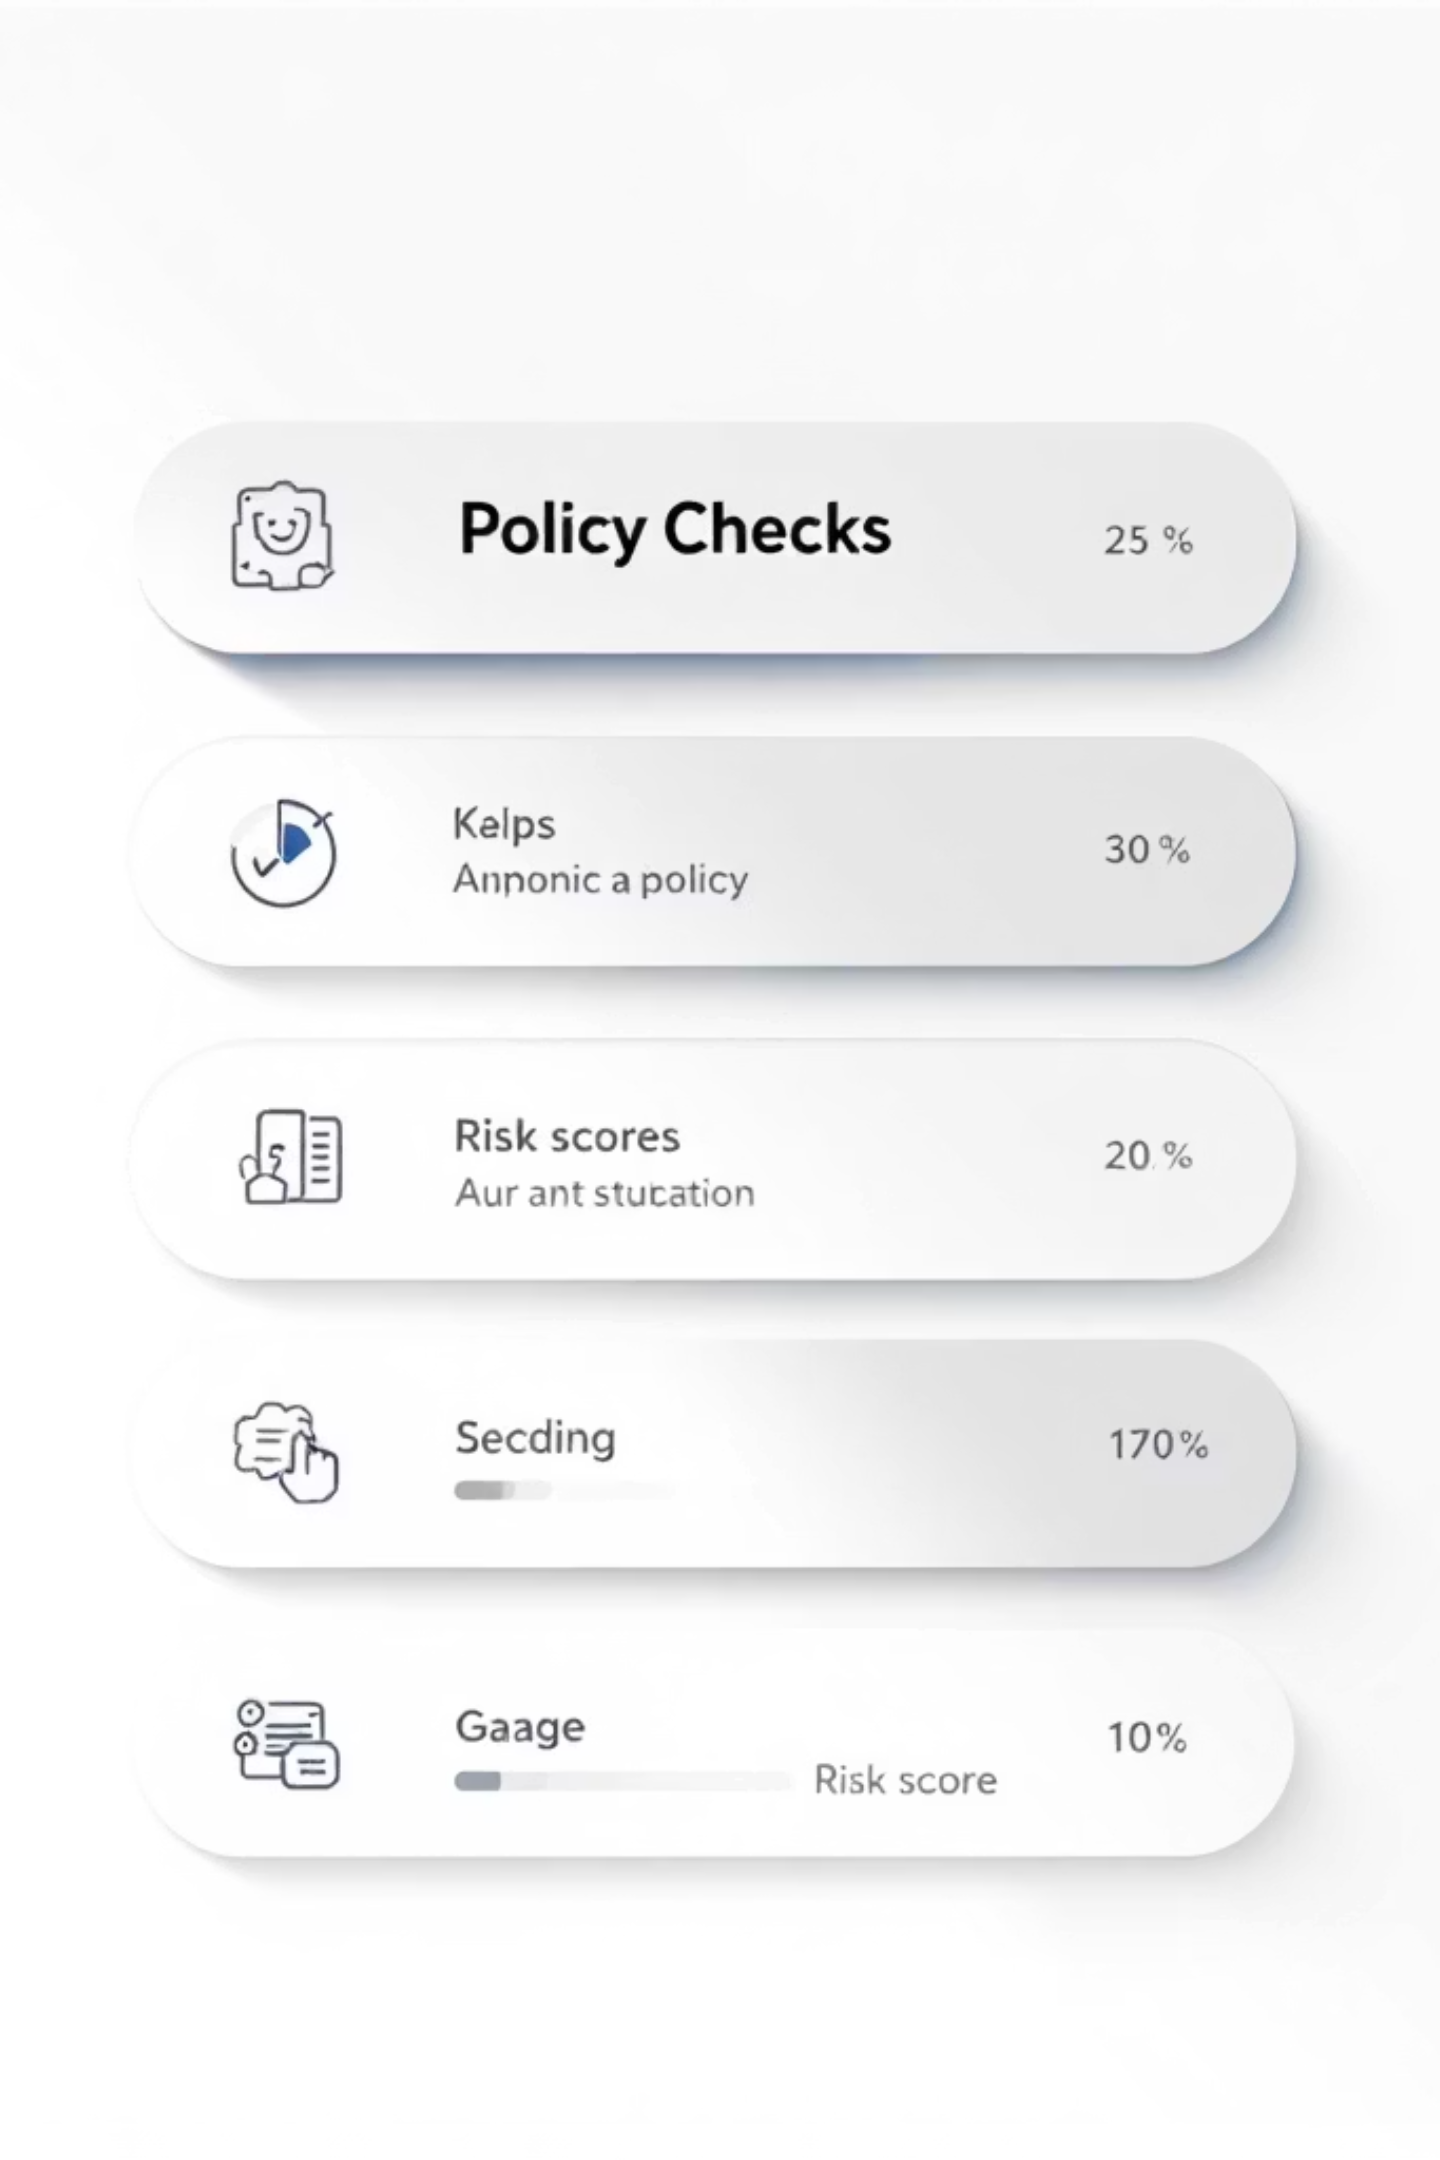 Policy Checks
25 %
Kelps
30 %
Annonic a policy
Risk scores
20 %
Aur ant stucation
Secding
170%
Gaage
10%
Risk score